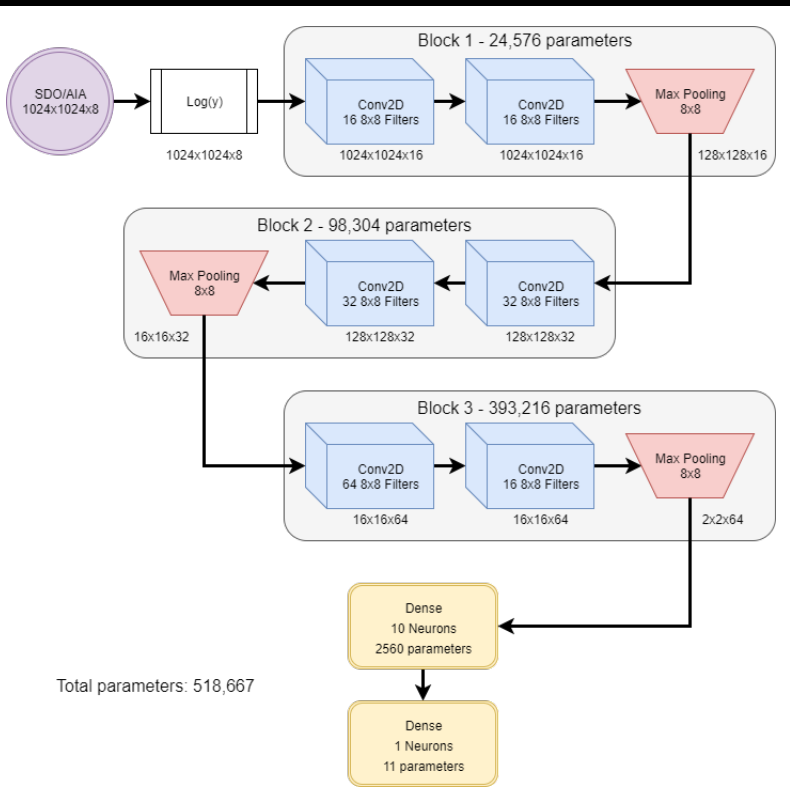 Block 1 - 24,576 parameters
SDO/AIA
1024x1024x8
Log(y)
1024x1024x8
Conv2D
16 8x8 Filters
1024x1024x16
Conv2D
16 8x8 Filters
1024x1024x16
Max Pooling
8x8
128x128x16
Block 2 - 98,304 parameters
Conv2D
32 8x8 Filters
128x128x32
Conv2D
32 8x8 Filters
128x128x32
Max Pooling
8x8
16x16x32
Block 3 - 393,216 parameters
Conv2D
64 8x8 Filters
16x16x64
Conv2D
16 8x8 Filters
16x16x64
Max Pooling
8x8
2x2x64
Dense
10 Neurons
2560 parameters
Total parameters: 518,667
Dense
1 Neurons
11 parameters